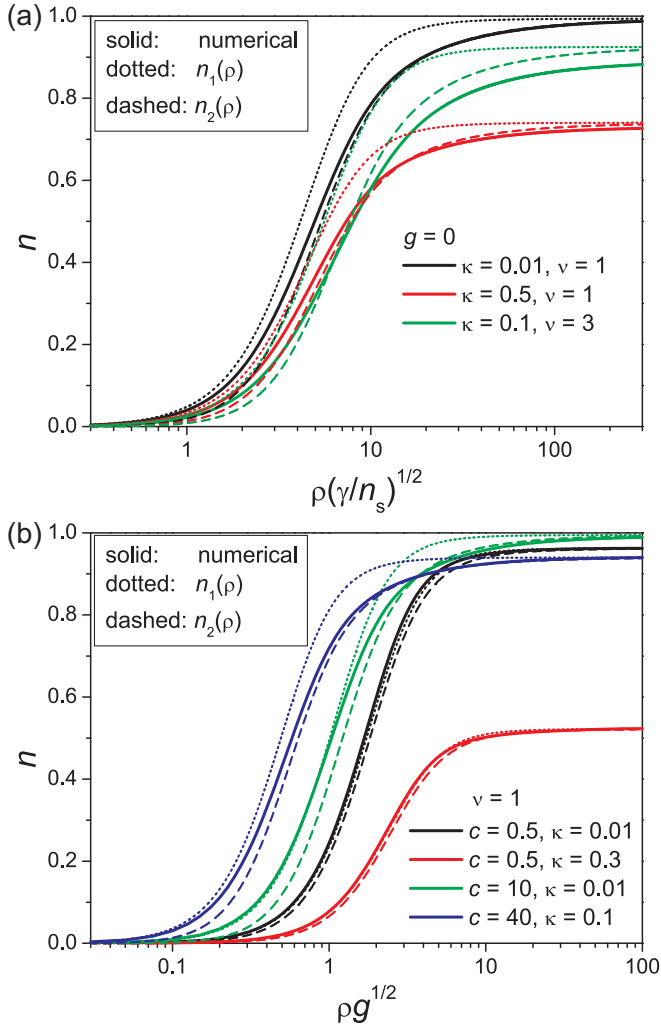 (a)
solid: numerical
dotted: n₁(ρ)
dashed: n₂(ρ)
1.0
0.8
0.6
0.4
0.2
0.0
n
g = 0
κ = 0.01, ν = 1
κ = 0.5, ν = 1
κ = 0.1, ν = 3
1 10 100
ρ(γ/nₛ)^1/2
(b)
solid: numerical
dotted: n₁(ρ)
dashed: n₂(ρ)
1.0
0.8
0.6
0.4
0.2
0.0
n
ν = 1
c = 0.5, κ = 0.01
c = 0.5, κ = 0.3
c = 10, κ = 0.01
c = 40, κ = 0.1
0.1 1 10 100
ρg^1/2